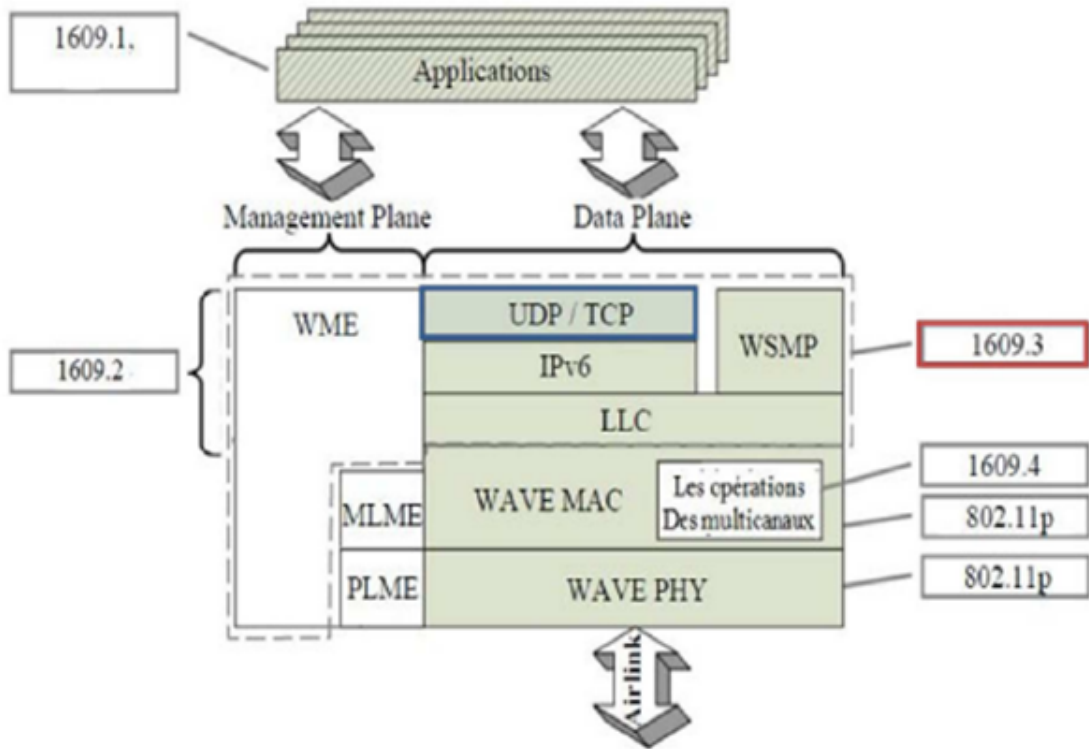 1609.1,
Applications
Management Plane
Data Plane
WME
UDP / TCP
WSMP
1609.3
1609.2
IPv6
LLC
1609.4
MLME
WAVE MAC
Les cpérations
Des multicanaux
802.11p
PLME
WAVE PHY
802.11p
Airlink